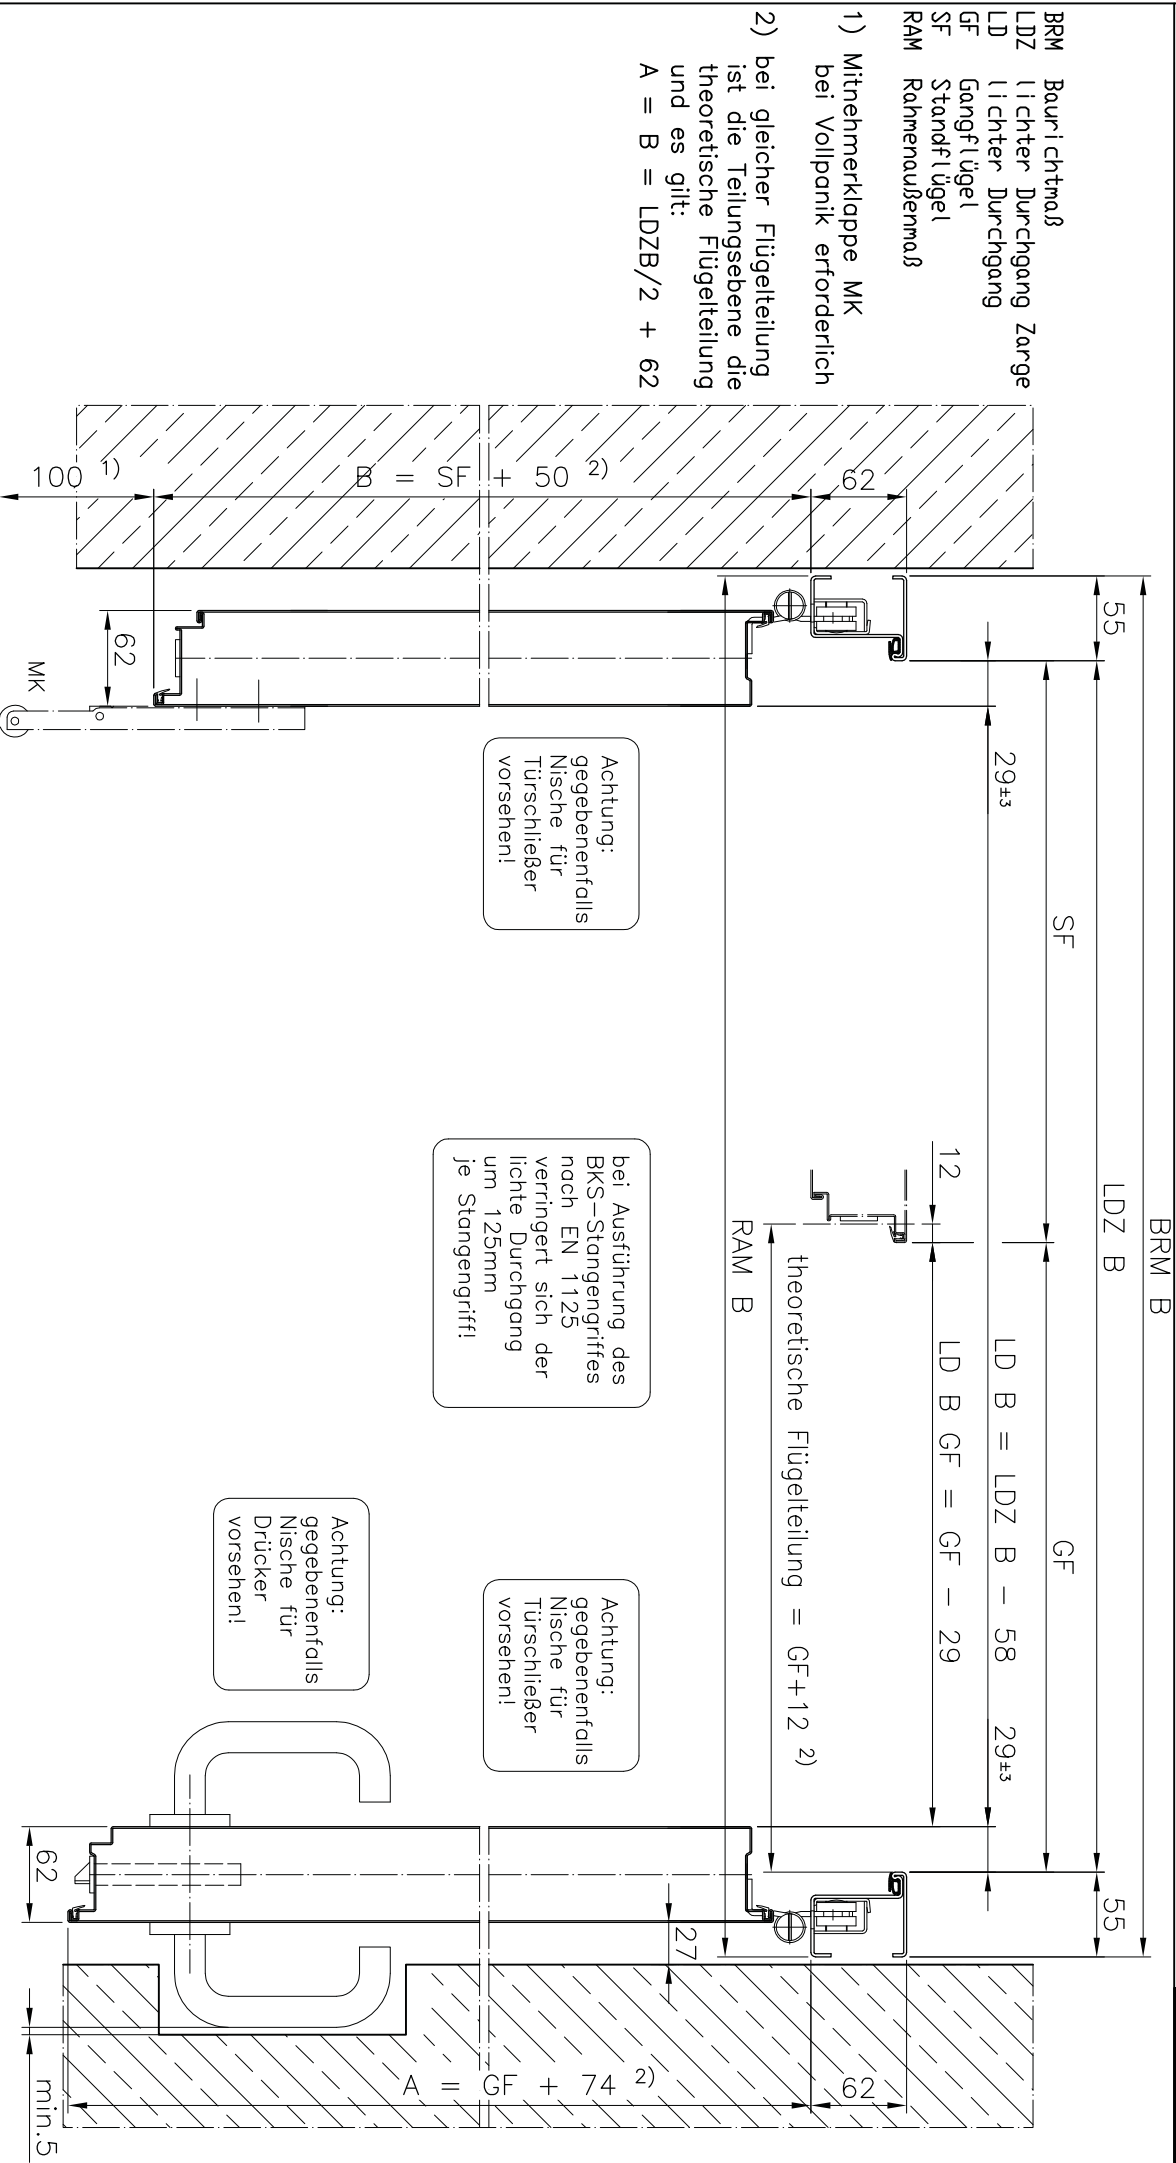 BRM Baurichtmaß
LDZ lichter Durchgang Zarge
LD lichter Durchgang
GF Gangflügel
SF Standflügel
RAM Rahmenaußenmaß
1) Mitnehmerklappe MK
bei Vollpanik erforderlich
2) bei gleicher Flügelteilung
ist die Teilungsebene die
theoretische Flügelteilung
und es gilt:
A = B = LDZB/2 + 62
BRM B
LDZ B
55
55
SF
GF
29±3
LD B = LDZ B - 58
29±3
12
LD B GF = GF - 29
theoretische Flügelteilung = GF+12 2)
RAM B
62
B = SF + 50 2)
100 1)
62
MK
Achtung:
gegebenenfalls
Nische für
Türschließer
vorsehen!
bei Ausführung des
BKS-Stangengriffes
nach EN 1125
verringert sich der
lichte Durchgang
um 125mm
je Stangengriff!
Achtung:
gegebenenfalls
Nische für
Türschließer
vorsehen!
Achtung:
gegebenenfalls
Nische für
Drücker
vorsehen!
27
62
A = GF + 74 2)
62
min.5